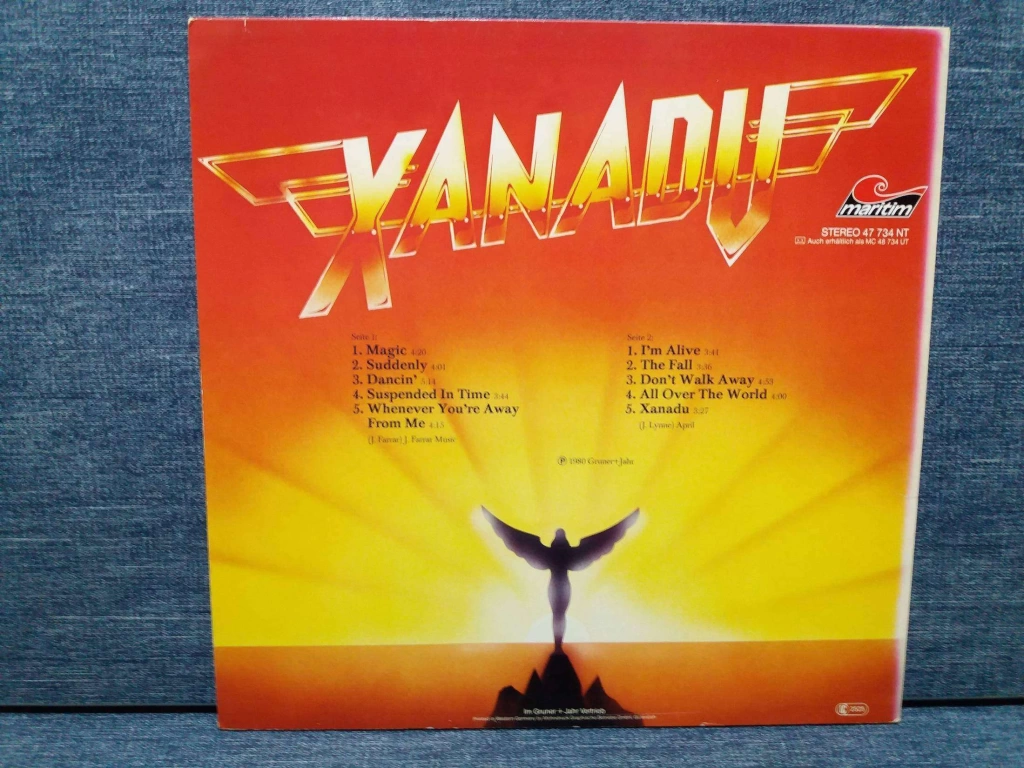 XANADU
maritim
STEREO 47 734 NT
Auch erhältlich als MC 48 734 UT
Seite 1:
1. Magic 4:20
2. Suddenly 4:01
3. Dancin' 5:14
4. Suspended In Time 3:44
5. Whenever You're Away
From Me 4:15
(J. Farrar) J. Farrar Music
Seite 2:
1. I'm Alive 3:41
2. The Fall 3:36
3. Don't Walk Away 4:53
4. All Over The World 4:00
5. Xanadu 3:27
(J. Lynne) April
Ⓟ 1980 Gruner+Jahr
Im Gruner + Jahr Vertrieb